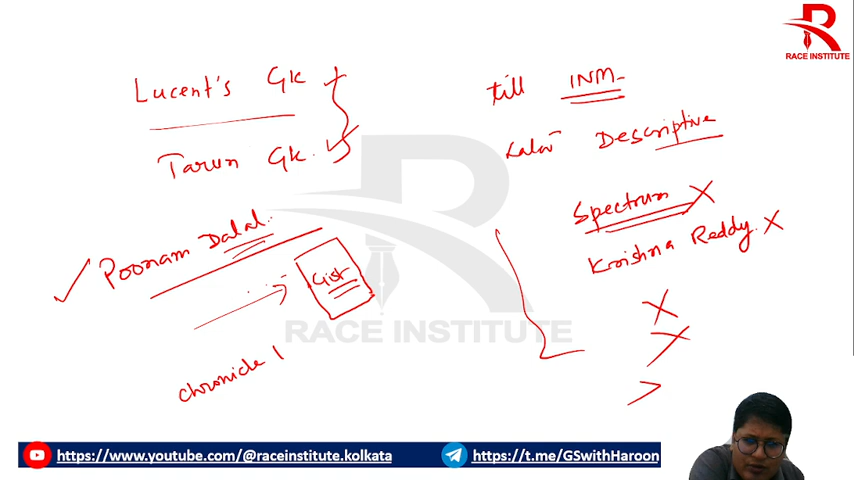 RACE INSTITUTE
Lucent's GK
Tarun GK.
Poonam Dalal.
Gist
Chronicle
till INM
Descriptive
Spectrum X
Krishna Reddy. X
X
X
RACE INSTITUTE
https://www.youtube.com/@raceinstitute.kolkata
https://t.me/GSwithHaroon